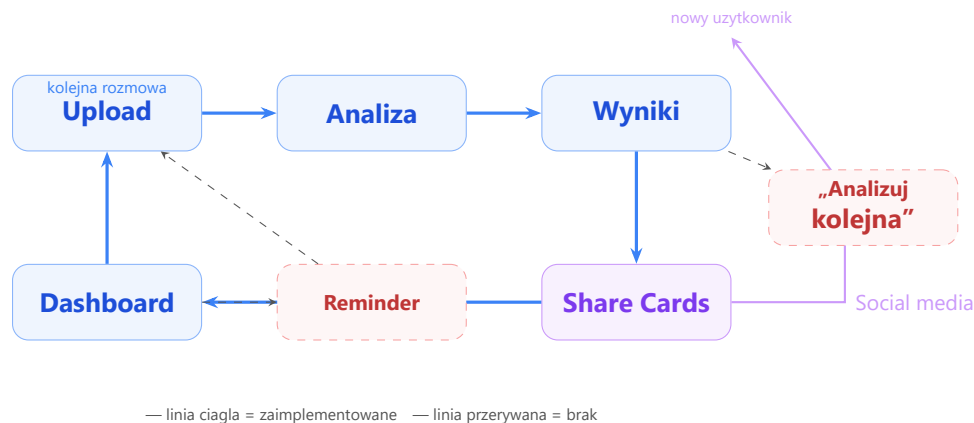 nowy uzytkownik
kolejna rozmowa
Upload
Analiza
Wyniki
„Analizuj
kolejna”
Dashboard
Reminder
Share Cards
Social media
— linia ciagla = zaimplementowane — linia przerywana = brak